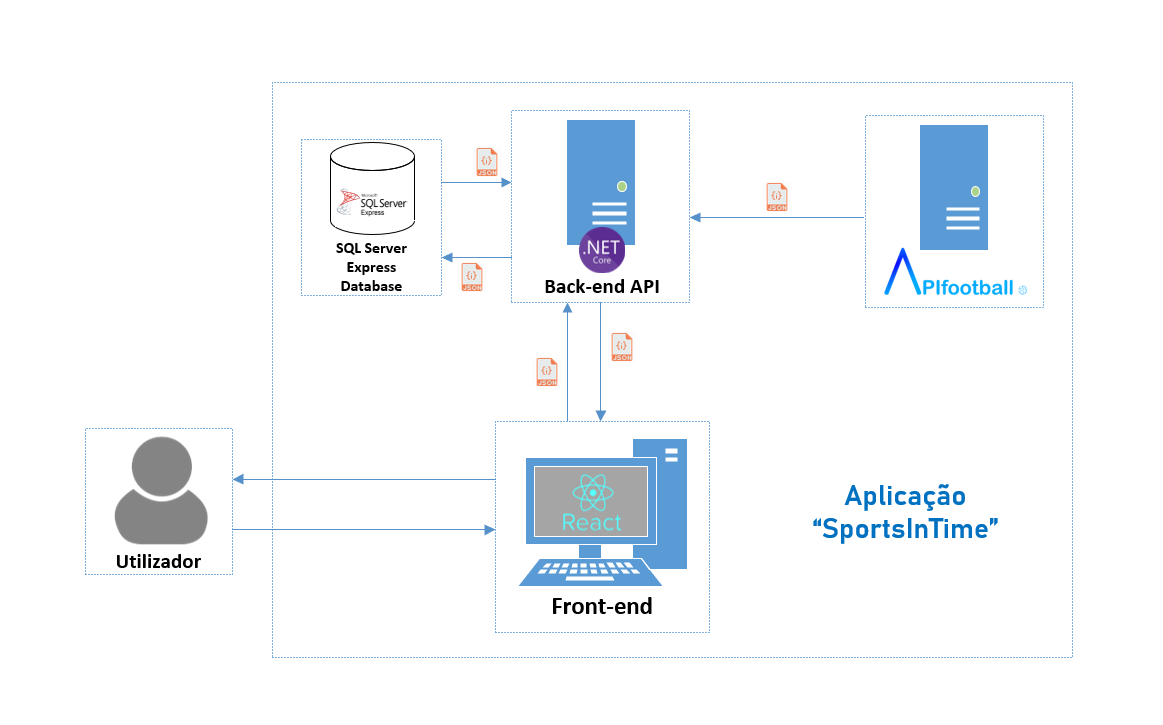 Microsoft
SQL Server
Express
SQL Server
Express
Database
{i}
JSON
{i}
JSON
.NET
Core
Back-end API
{i}
JSON
APIfootball
{i}
JSON
{i}
JSON
Utilizador
React
Front-end
Aplicação
“SportsInTime”